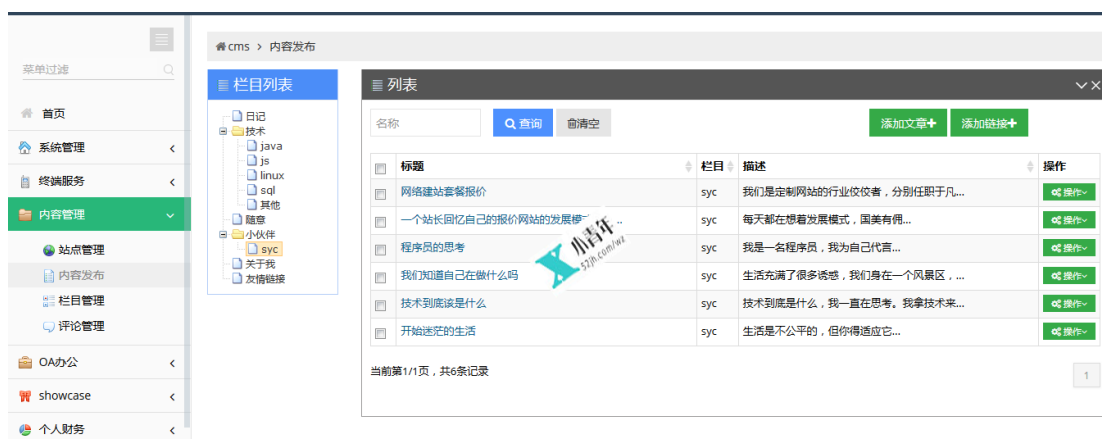 cms > 内容发布
菜单过滤
首页
系统管理
终端服务
内容管理
站点管理
内容发布
栏目管理
评论管理
OA办公
showcase
个人财务
栏目列表
日记
技术
java
js
linux
sql
其他
随意
小伙伴
syc
关于我
友情链接
列表
名称 查询 清空 添加文章+ 添加链接+
标题 栏目 描述 操作
网络建站套餐报价 syc 我们是定制网站的行业佼佼者，分别任职于凡... 操作
一个站长回忆自己的报价网站的发展模 .. syc 每天都在想着发展模式，国美有佣... 操作
程序员的思考 syc 我是一名程序员，我为自己代言... 操作
我们知道自己在做什么吗 syc 生活充满了很多诱惑，我们身在一个风景区，... 操作
技术到底该是什么 syc 技术到底是什么，我一直在思考。我拿技术来... 操作
开始迷茫的生活 syc 生活是不公平的，但你得适应它... 操作
小青年
52jh.com/wz
当前第1/1页，共6条记录
1